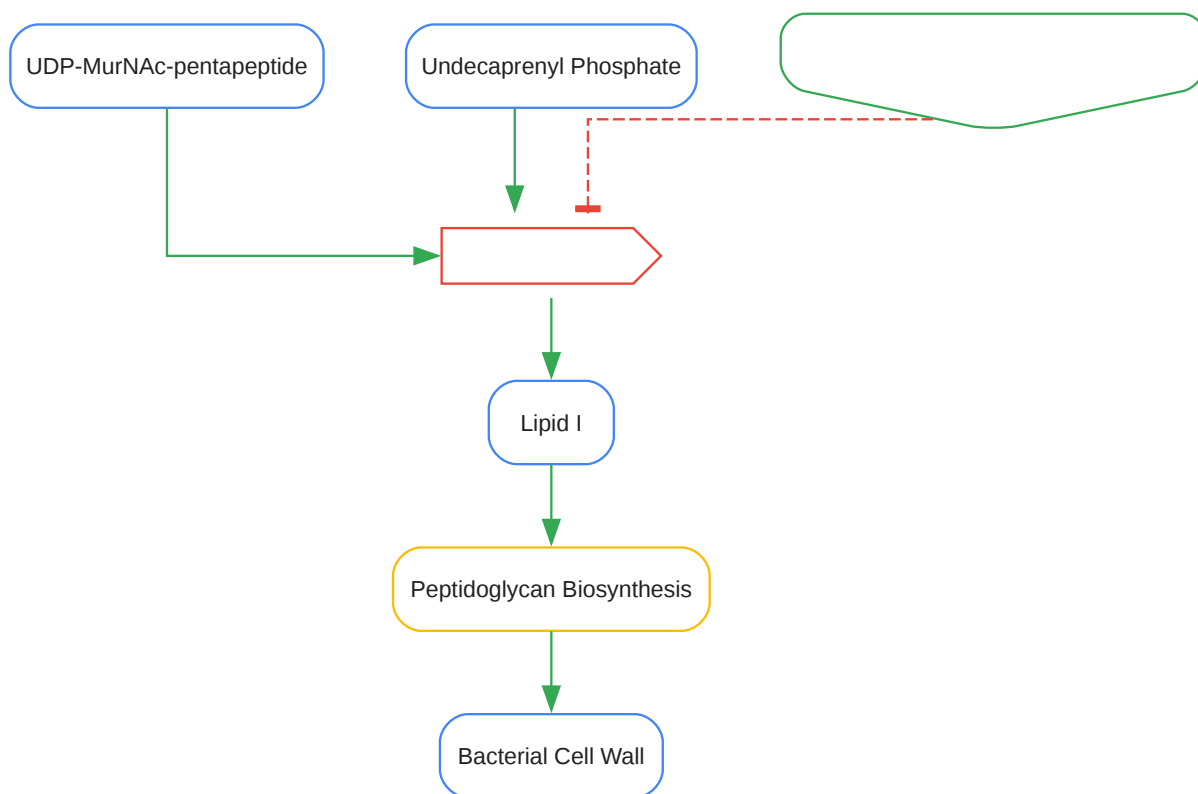 UDP-MurNAc-pentapeptide
Undecaprenyl Phosphate
Lipid I
Peptidoglycan Biosynthesis
Bacterial Cell Wall